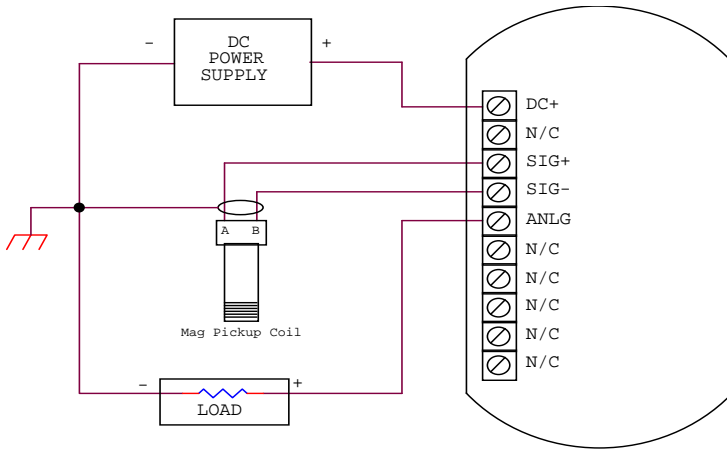 DC
POWER
SUPPLY
-
+
DC+
N/C
SIG+
SIG-
ANLG
N/C
N/C
N/C
N/C
N/C
A
B
Mag Pickup Coil
-
+
LOAD